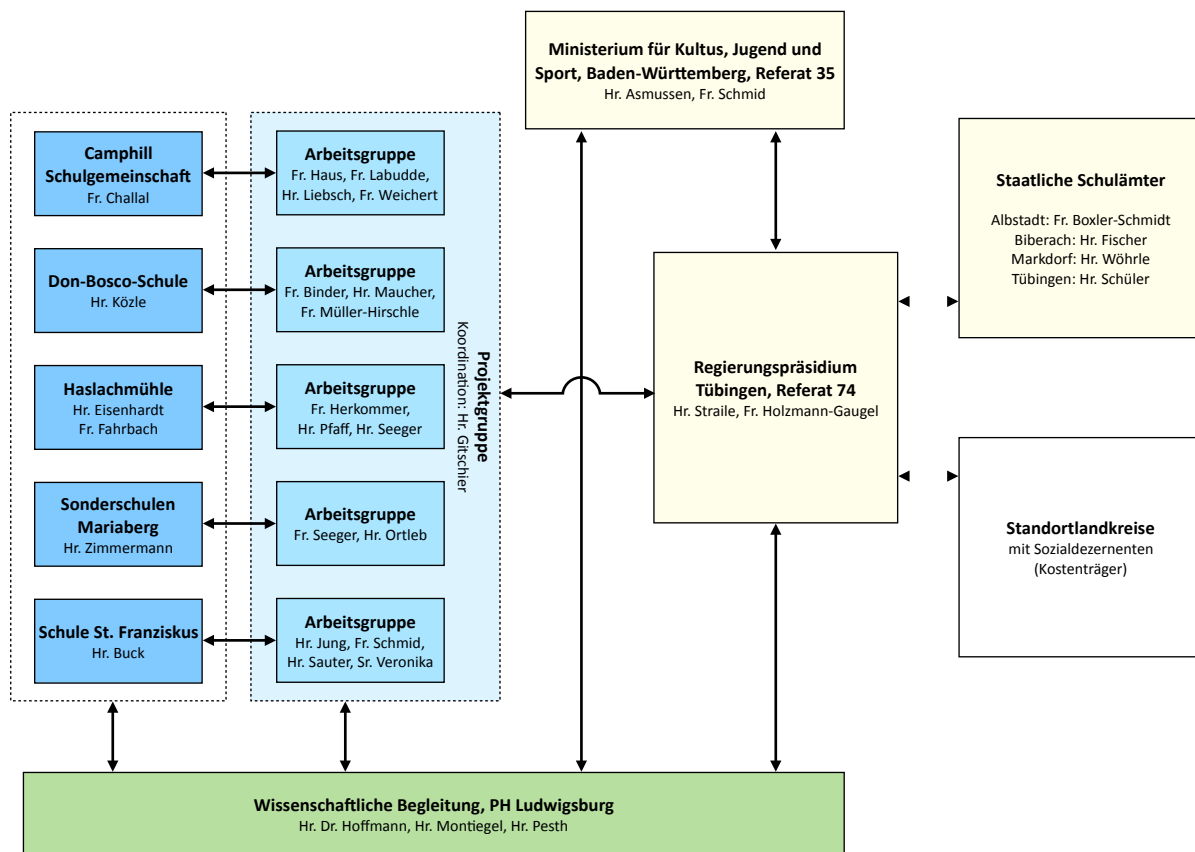 Ministerium für Kultus, Jugend und
Sport, Baden-Württemberg, Referat 35
Hr. Asmussen, Fr. Schmid
Camphill
Schulgemeinschaft
Fr. Challal
Arbeitsgruppe
Fr. Haus, Fr. Labudde,
Hr. Liebsch, Fr. Weichert
Don-Bosco-Schule
Hr. Közle
Arbeitsgruppe
Fr. Binder, Hr. Maucher,
Fr. Müller-Hirschle
Haslachmühle
Hr. Eisenhardt
Fr. Fahrbach
Arbeitsgruppe
Fr. Herkommer,
Hr. Pfaff, Hr. Seeger
Sonderschulen
Mariaberg
Hr. Zimmermann
Arbeitsgruppe
Fr. Seeger, Hr. Ortleb
Schule St. Franziskus
Hr. Buck
Arbeitsgruppe
Hr. Jung, Fr. Schmid,
Hr. Sauter, Sr. Veronika
Projektgruppe
Koordination: Hr. Gitschier
Regierungspräsidium
Tübingen, Referat 74
Hr. Straile, Fr. Holzmann-Gaugel
Staatliche Schulämter
Albstadt: Fr. Boxler-Schmidt
Biberach: Hr. Fischer
Markdorf: Hr. Wöhrle
Tübingen: Hr. Schüler
Standortlandkreise
mit Sozialdezernenten
(Kostenträger)
Wissenschaftliche Begleitung, PH Ludwigsburg
Hr. Dr. Hoffmann, Hr. Montiegel, Hr. Pesth